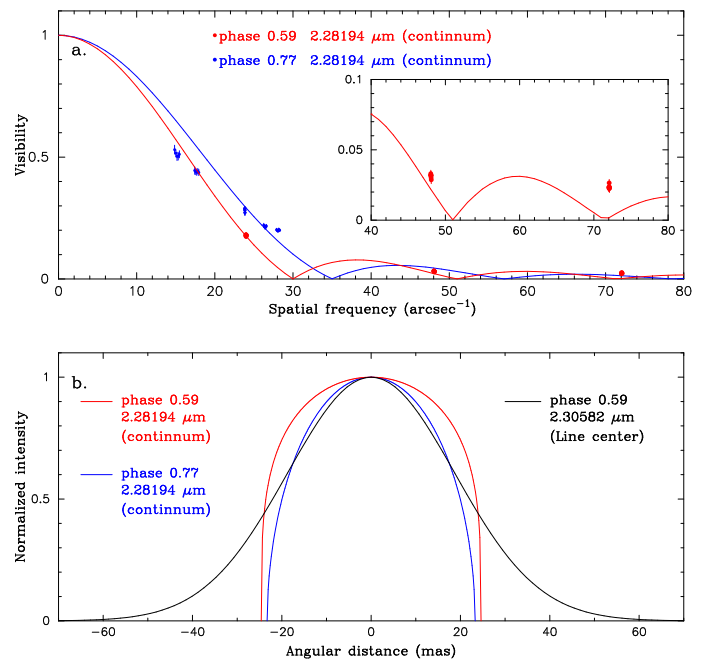 a.
phase 0.59 2.28194 μm (continnum)
phase 0.77 2.28194 μm (continnum)
Visibility
1
0.5
0
0.1
0.05
0
40 50 60 70 80
0 10 20 30 40 50 60 70 80
Spatial frequency (arcsec⁻¹)
b.
phase 0.59
2.28194 μm
(continnum)
phase 0.77
2.28194 μm
(continnum)
phase 0.59
2.30582 μm
(Line center)
Normalized intensity
1
0.5
0
−60 −40 −20 0 20 40 60
Angular distance (mas)